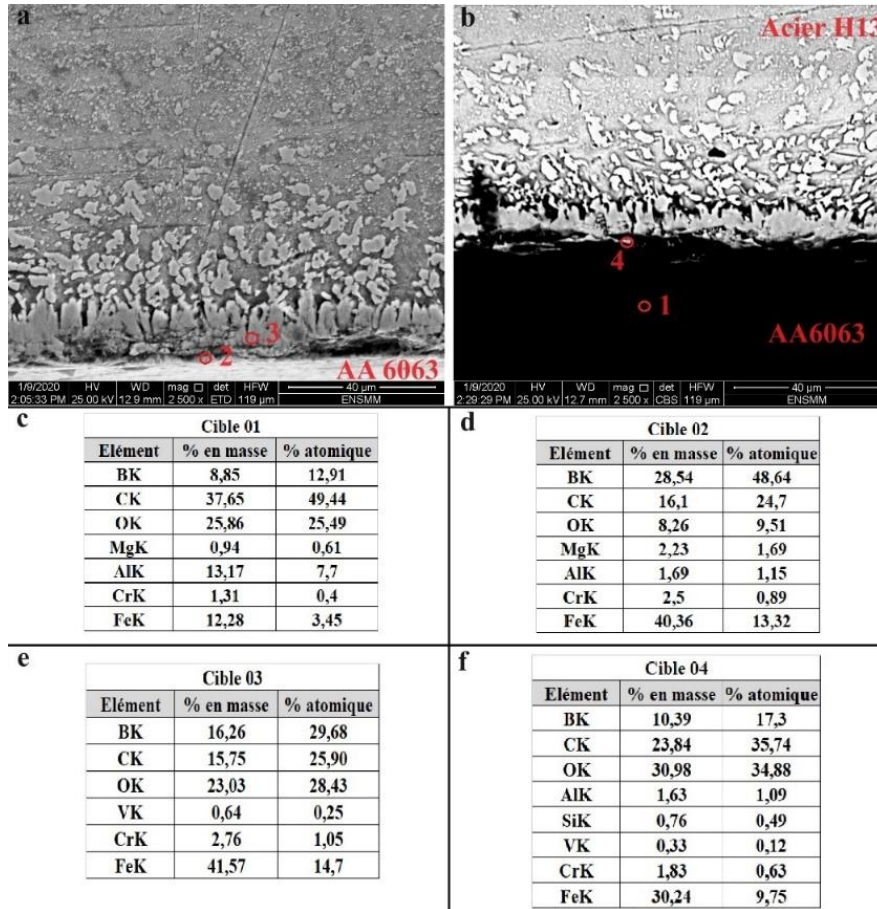 a
3
2
AA 6063
1/9/2020 HV WD mag □ det HFW 40 µm
2:05:33 PM 25.00 kV 12.9 mm 2 500 x ETD 119 µm ENSMM
b
Acier H13
4
1
AA6063
1/9/2020 HV WD mag □ det HFW 40 µm
2:29:29 PM 25.00 kV 12.7 mm 2 500 x CBS 119 µm ENSMM
c
Cible 01
Elément % en masse % atomique
BK 8,85 12,91
CK 37,65 49,44
OK 25,86 25,49
MgK 0,94 0,61
AlK 13,17 7,7
CrK 1,31 0,4
FeK 12,28 3,45
d
Cible 02
Elément % en masse % atomique
BK 28,54 48,64
CK 16,1 24,7
OK 8,26 9,51
MgK 2,23 1,69
AlK 1,69 1,15
CrK 2,5 0,89
FeK 40,36 13,32
e
Cible 03
Elément % en masse % atomique
BK 16,26 29,68
CK 15,75 25,90
OK 23,03 28,43
VK 0,64 0,25
CrK 2,76 1,05
FeK 41,57 14,7
f
Cible 04
Elément % en masse % atomique
BK 10,39 17,3
CK 23,84 35,74
OK 30,98 34,88
AlK 1,63 1,09
SiK 0,76 0,49
VK 0,33 0,12
CrK 1,83 0,63
FeK 30,24 9,75